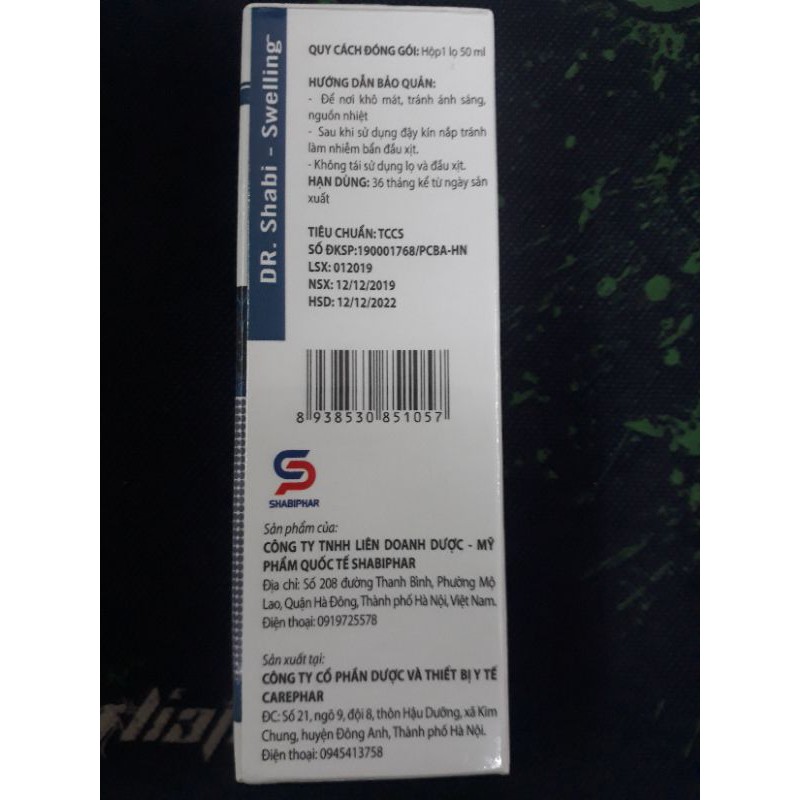 DR. Shabi - Swelling
QUY CÁCH ĐÓNG GÓI: Hộp1 lọ 50 ml
HƯỚNG DẪN BẢO QUẢN:
- Để nơi khô mát, tránh ánh sáng,
nguồn nhiệt
- Sau khi sử dụng đậy kín nắp tránh
làm nhiễm bẩn đầu xịt.
- Không tái sử dụng lọ và đầu xịt.
HẠN DÙNG: 36 tháng kể từ ngày sản
xuất
TIÊU CHUẨN: TCCS
SỐ ĐKSP:190001768/PCBA-HN
LSX: 012019
NSX: 12/12/2019
HSD: 12/12/2022
8 938530 851057
SHABIPHAR
Sản phẩm của:
CÔNG TY TNHH LIÊN DOANH DƯỢC - MỸ
PHẨM QUỐC TẾ SHABIPHAR
Địa chỉ: Số 208 đường Thanh Bình, Phường Mộ
Lao, Quận Hà Đông, Thành phố Hà Nội, Việt Nam.
Điện thoại: 0919725578
Sản xuất tại:
CÔNG TY CỔ PHẦN DƯỢC VÀ THIẾT BỊ Y TẾ
CAREPHAR
ĐC: Số 21, ngõ 9, đội 8, thôn Hậu Dưỡng, xã Kim
Chung, huyện Đông Anh, Thành phố Hà Nội.
Điện thoại: 0945413758